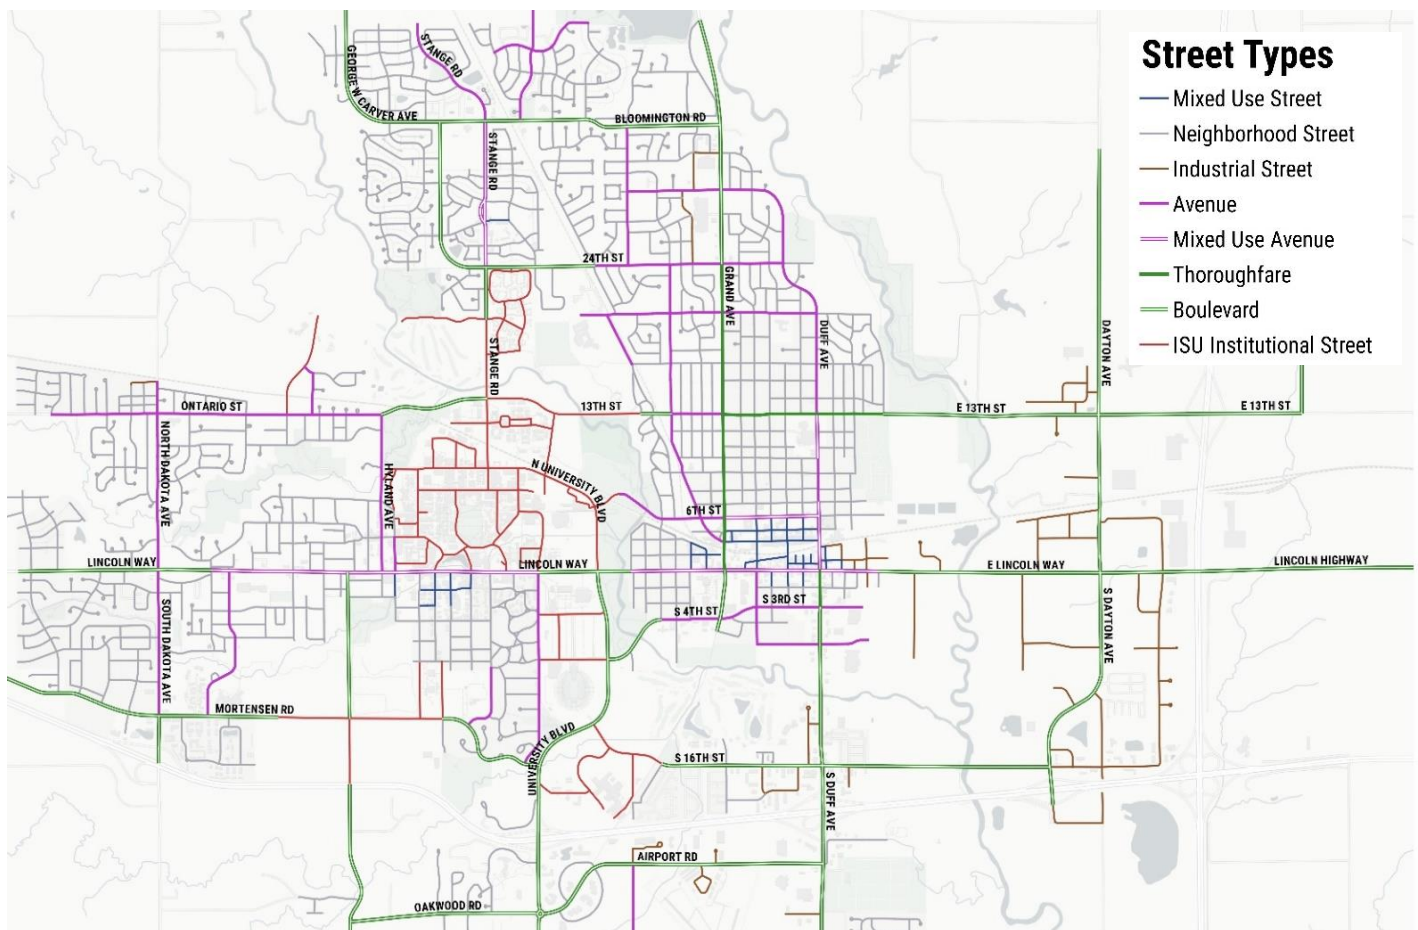 Street Types
Mixed Use Street
Neighborhood Street
Industrial Street
Avenue
Mixed Use Avenue
Thoroughfare
Boulevard
ISU Institutional Street
STANGE RD
GEORGE W CARVER AVE
BLOOMINGTON RD
STANGE RD
24TH ST
GRAND AVE
DUFF AVE
DAYTON AVE
STANGE RD
ONTARIO ST
13TH ST
E 13TH ST
E 13TH ST
NORTH DAKOTA AVE
HYLAND AVE
N UNIVERSITY BLVD
6TH ST
LINCOLN WAY
LINCOLN WAY
E LINCOLN WAY
LINCOLN HIGHWAY
SOUTH DAKOTA AVE
S 3RD ST
S 4TH ST
S DAYTON AVE
MORTENSEN RD
UNIVERSITY BLVD
S 16TH ST
S DUFF AVE
AIRPORT RD
OAKWOOD RD